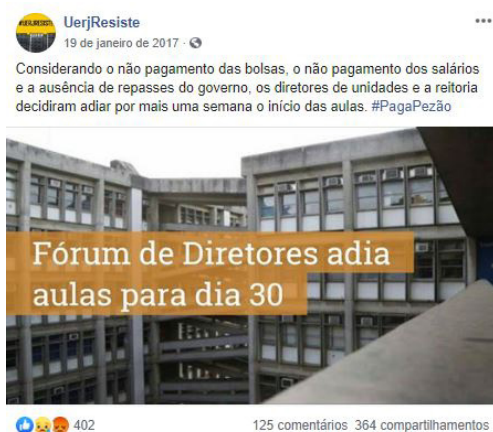 #UERJRESISTE
UerjResiste
19 de janeiro de 2017 ·
Considerando o não pagamento das bolsas, o não pagamento dos salários
e a ausência de repasses do governo, os diretores de unidades e a reitoria
decidiram adiar por mais uma semana o início das aulas. #PagaPezão
Fórum de Diretores adia
aulas para dia 30
402
125 comentários 364 compartilhamentos